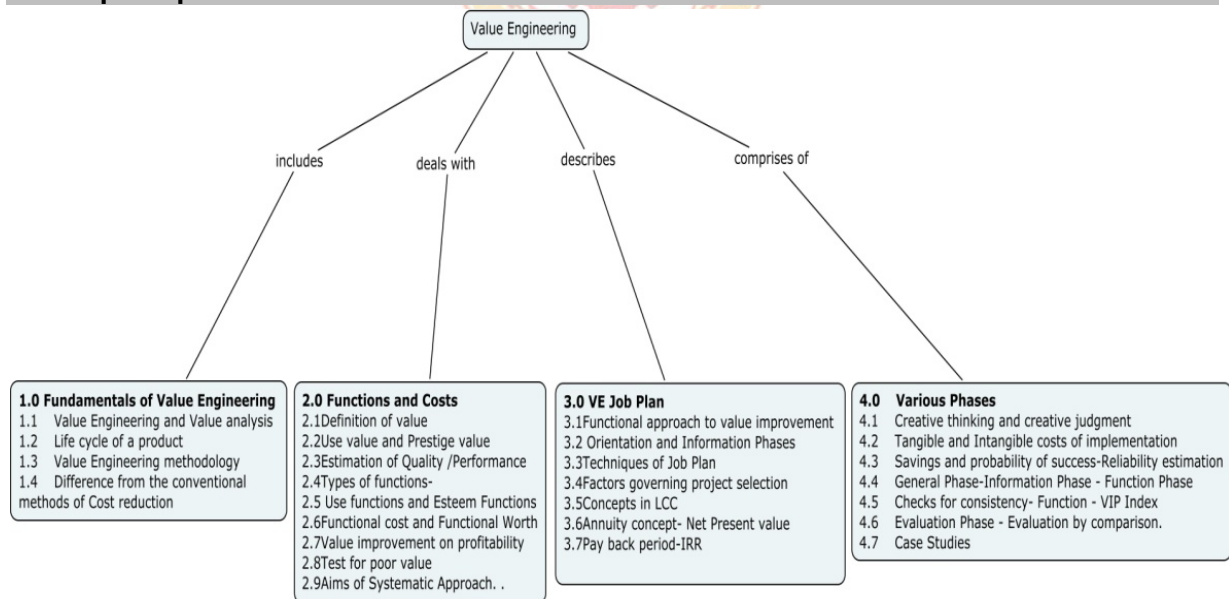 Value Engineering
includes
deals with
describes
comprises of
1.0 Fundamentals of Value Engineering
1.1 Value Engineering and Value analysis
1.2 Life cycle of a product
1.3 Value Engineering methodology
1.4 Difference from the conventional
methods of Cost reduction
2.0 Functions and Costs
2.1Definition of value
2.2Use value and Prestige value
2.3Estimation of Quality /Performance
2.4Types of functions-
2.5 Use functions and Esteem Functions
2.6Functional cost and Functional Worth
2.7Value improvement on profitability
2.8Test for poor value
2.9Aims of Systematic Approach. .
3.0 VE Job Plan
3.1Functional approach to value improvement
3.2 Orientation and Information Phases
3.3Techniques of Job Plan
3.4Factors governing project selection
3.5Concepts in LCC
3.6Annuity concept- Net Present value
3.7Pay back period-IRR
4.0 Various Phases
4.1 Creative thinking and creative judgment
4.2 Tangible and Intangible costs of implementation
4.3 Savings and probability of success-Reliability estimation
4.4 General Phase-Information Phase - Function Phase
4.5 Checks for consistency- Function - VIP Index
4.6 Evaluation Phase - Evaluation by comparison.
4.7 Case Studies